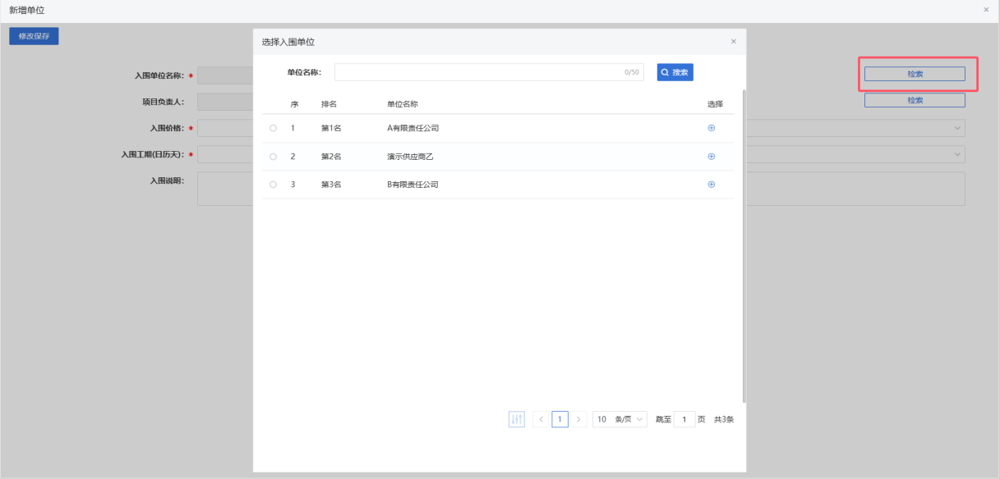 新增单位
修改保存
选择入围单位
入围单位名称: *
单位名称:
0/50
搜索
检索
项目负责人:
检索
序 排名 单位名称 选择
入围价格: *
1 第1名 A有限责任公司
入围工期(日历天): *
2 第2名 演示供应商乙
入围说明:
3 第3名 B有限责任公司
1 10 条/页 跳至 1 页 共3条